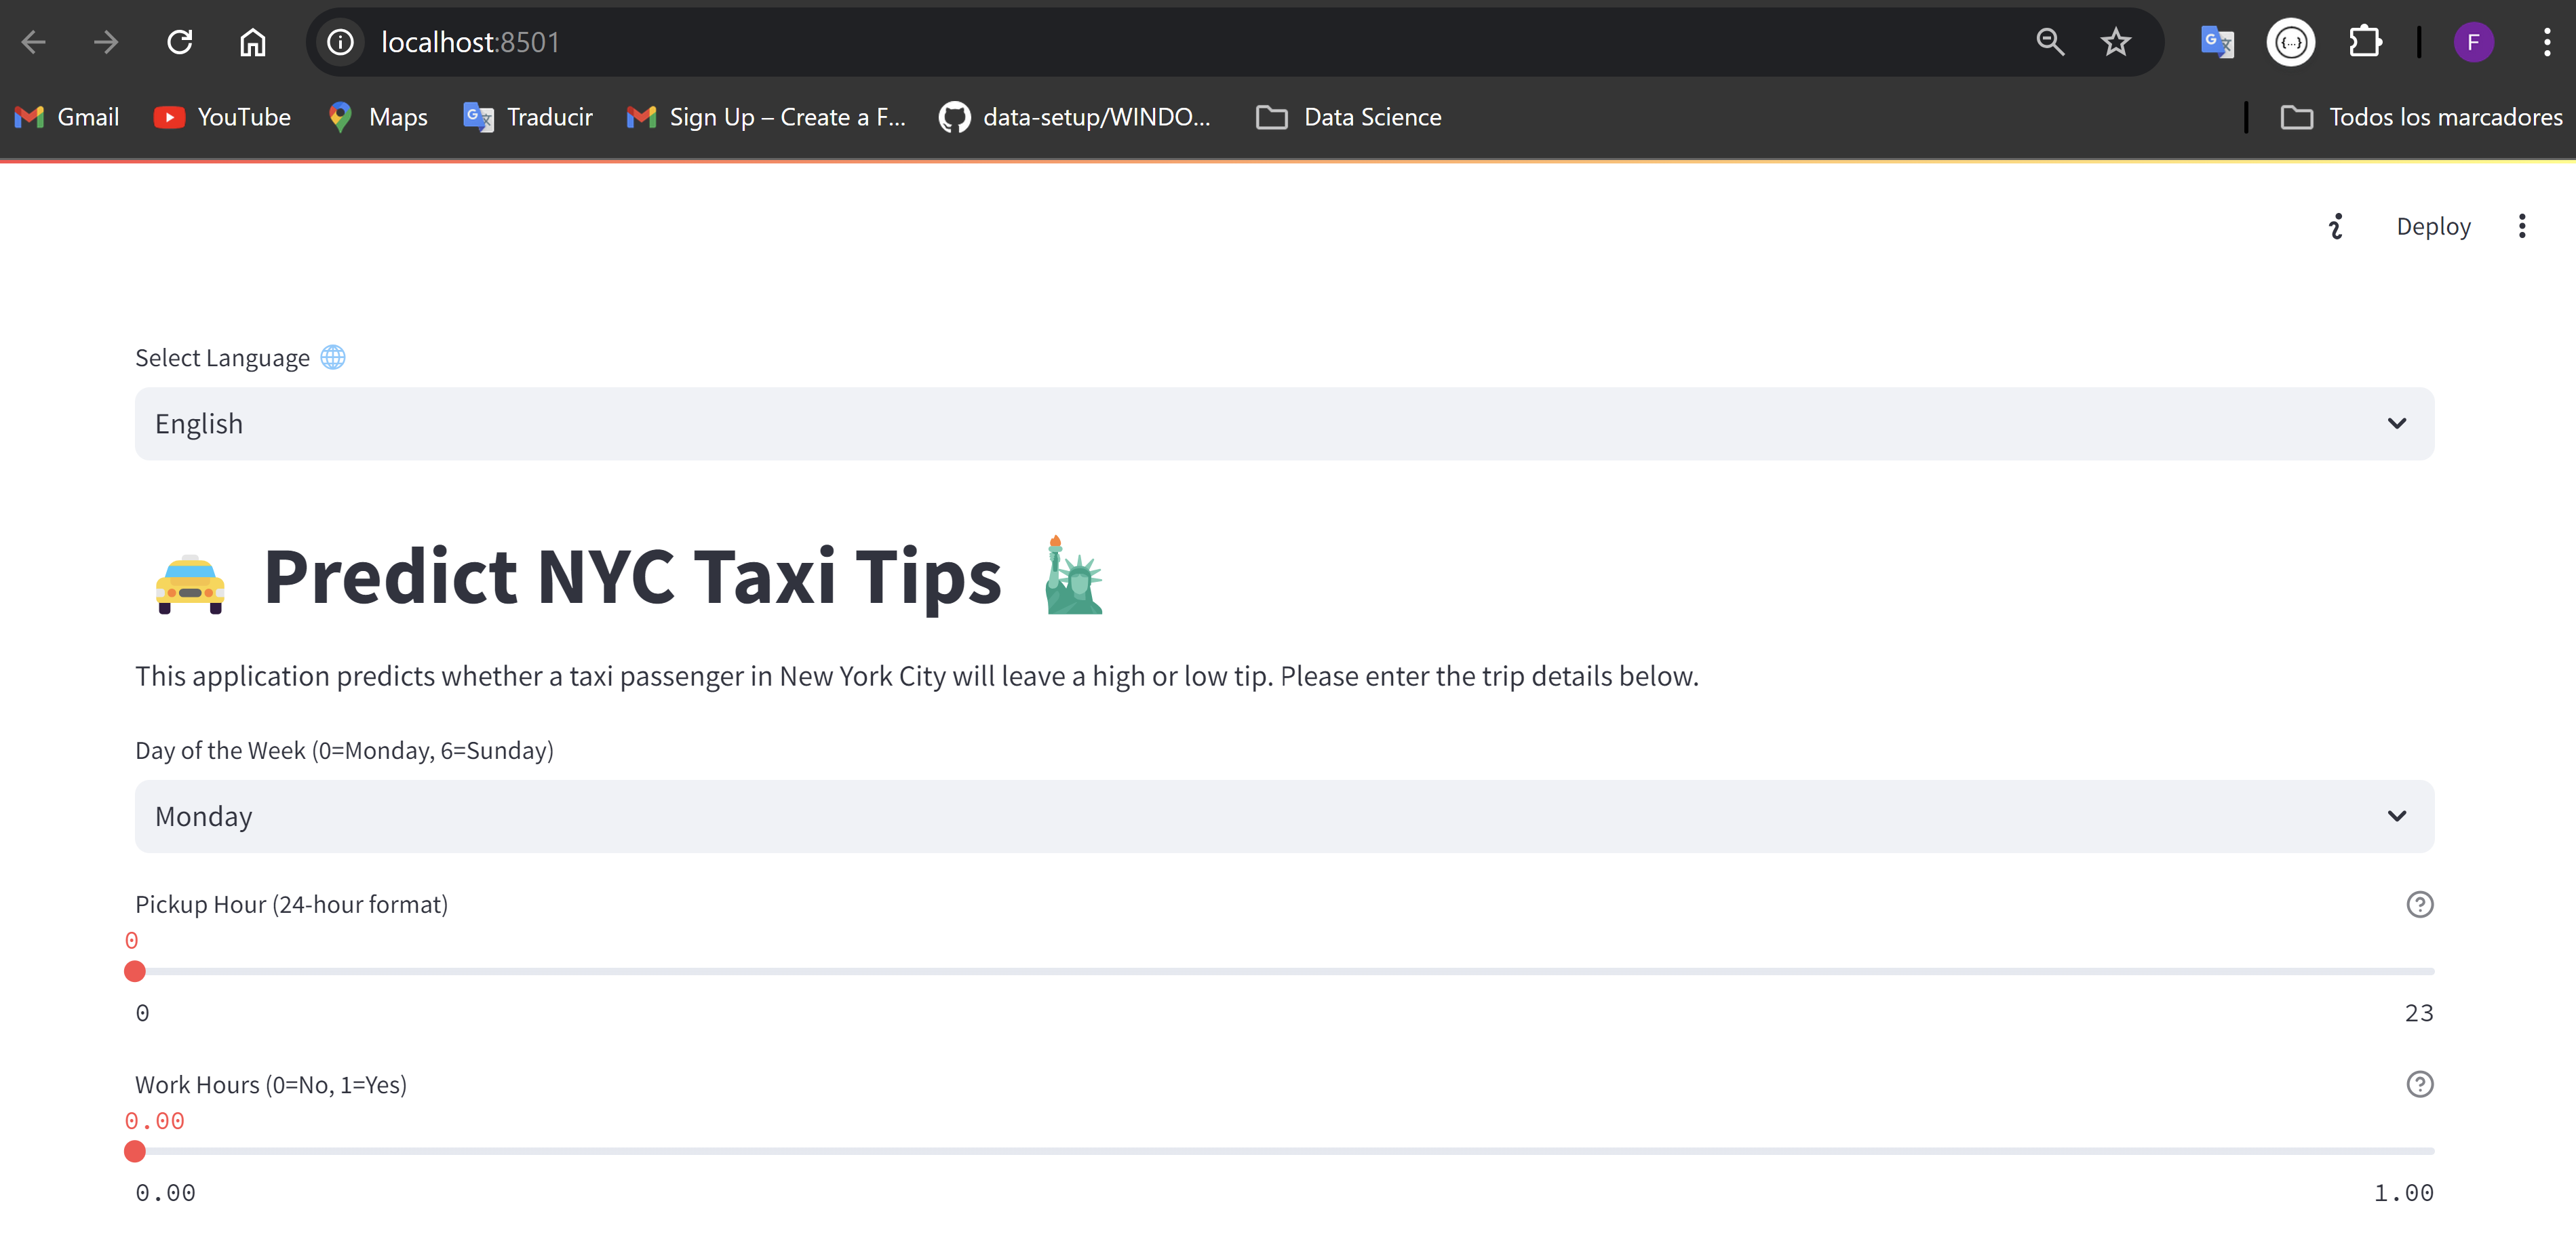 localhost:8501
F
Gmail YouTube Maps Traducir Sign Up – Create a F... data-setup/WINDO... Data Science Todos los marcadores
Deploy
Select Language
English
Predict NYC Taxi Tips
This application predicts whether a taxi passenger in New York City will leave a high or low tip. Please enter the trip details below.
Day of the Week (0=Monday, 6=Sunday)
Monday
Pickup Hour (24-hour format)
0
0 23
Work Hours (0=No, 1=Yes)
0.00
0.00 1.00